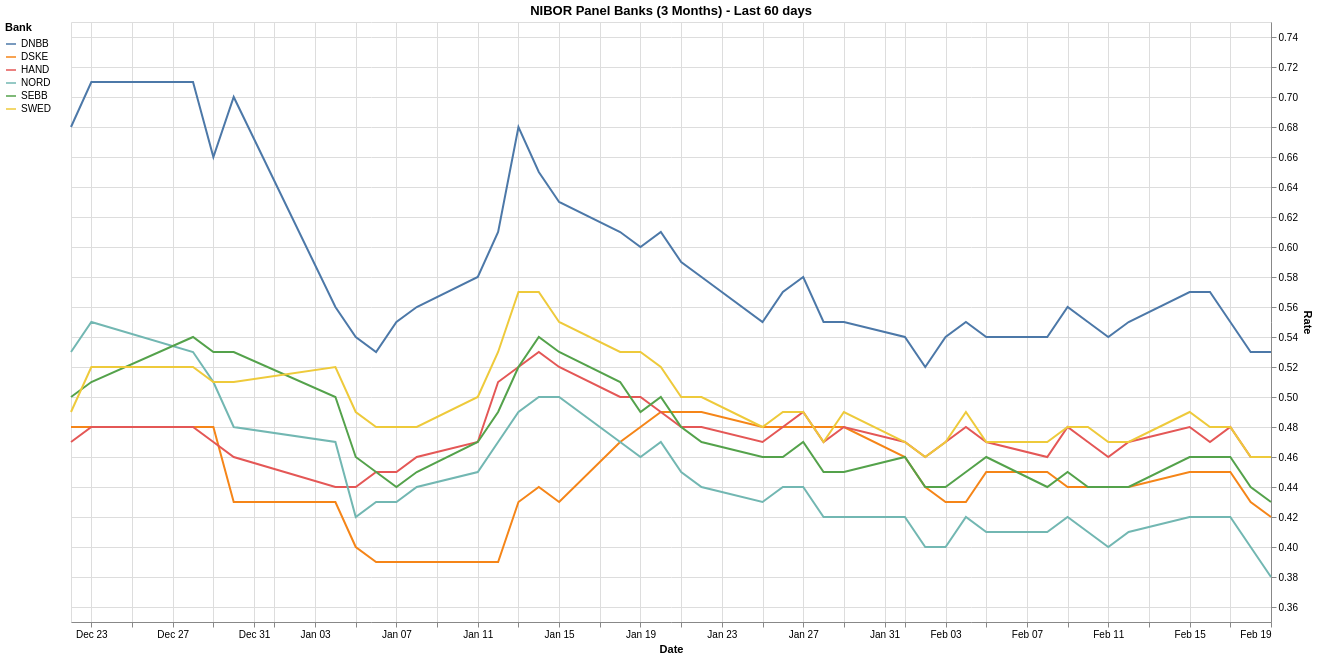 NIBOR Panel Banks (3 Months) - Last 60 days
Bank
DNBB
DSKE
HAND
NORD
SEBB
SWED
0.74
0.72
0.70
0.68
0.66
0.64
0.62
0.60
0.58
0.56
0.54
0.52
0.50
0.48
0.46
0.44
0.42
0.40
0.38
0.36
Rate
Dec 23 Dec 27 Dec 31 Jan 03 Jan 07 Jan 11 Jan 15 Jan 19 Jan 23 Jan 27 Jan 31 Feb 03 Feb 07 Feb 11 Feb 15 Feb 19
Date